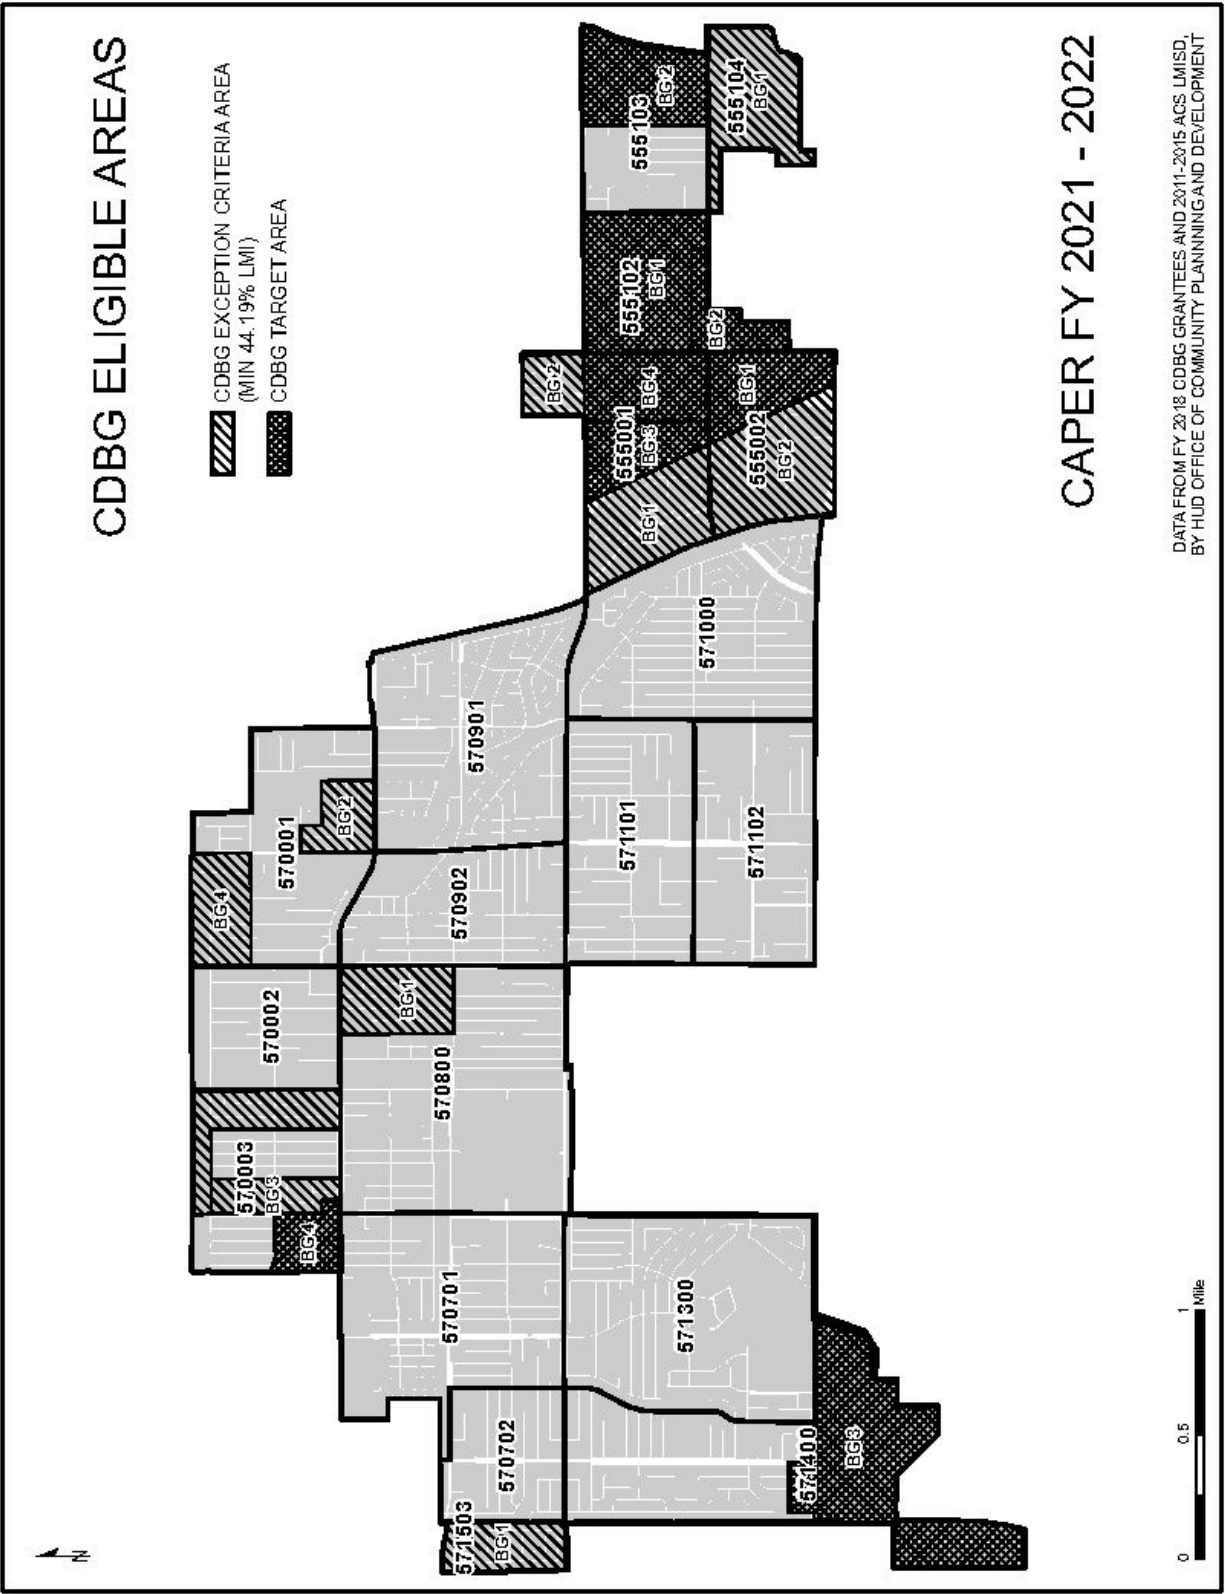 N
CDBG ELIGIBLE AREAS
CDBG EXCEPTION CRITERIA AREA
(MIN 44.19% LMI)
CDBG TARGET AREA
BG4
570003
BG3
BG4
570002
570001
BG2
BG1
570800
570701
570902
570901
571503
BG1
570702
BG2
555001
BG3
BG4
BG1
555102
BG1
555103
BG2
571101
571300
571000
BG2
555104
BG1
555002
BG1
BG2
571102
571400
BG3
CAPER FY 2021 - 2022
DATA FROM FY 2018 CDBG GRANTEES AND 2011-2015 ACS LMISD,
BY HUD OFFICE OF COMMUNITY PLANNNING AND DEVELOPMENT
0 0.5 1
Mile